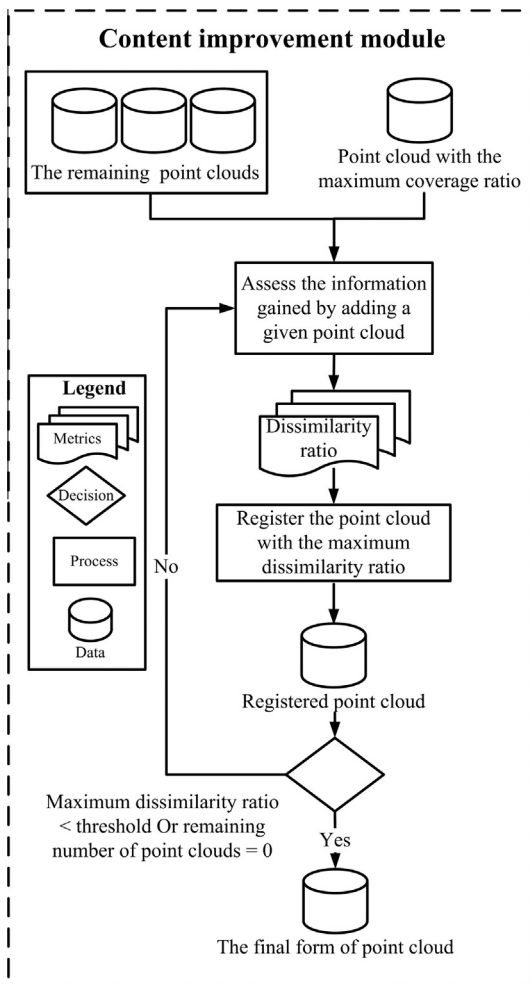 Content improvement module
The remaining point clouds
Point cloud with the
maximum coverage ratio
Assess the information
gained by adding a
given point cloud
Legend
Metrics
Decision
Process
Data
Dissimilarity
ratio
Register the point cloud
with the maximum
dissimilarity ratio
No
Registered point cloud
Maximum dissimilarity ratio
< threshold Or remaining
number of point clouds = 0
Yes
The final form of point cloud